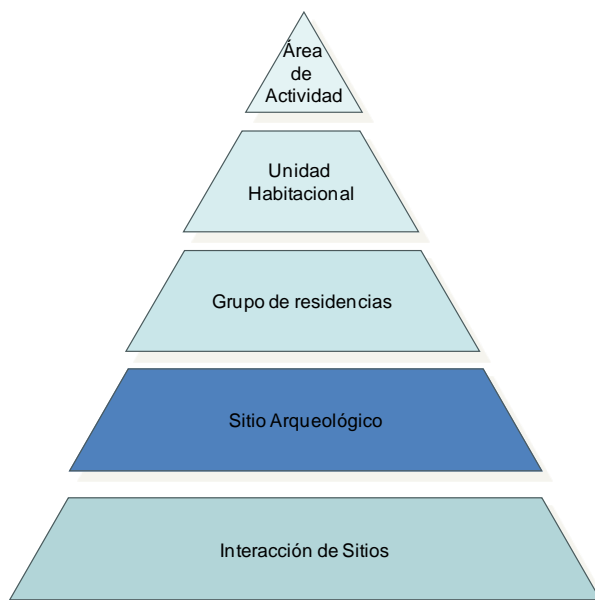 Área
de
Actividad
Unidad
Habitacional
Grupo de residencias
Sitio Arqueológico
Interacción de Sitios